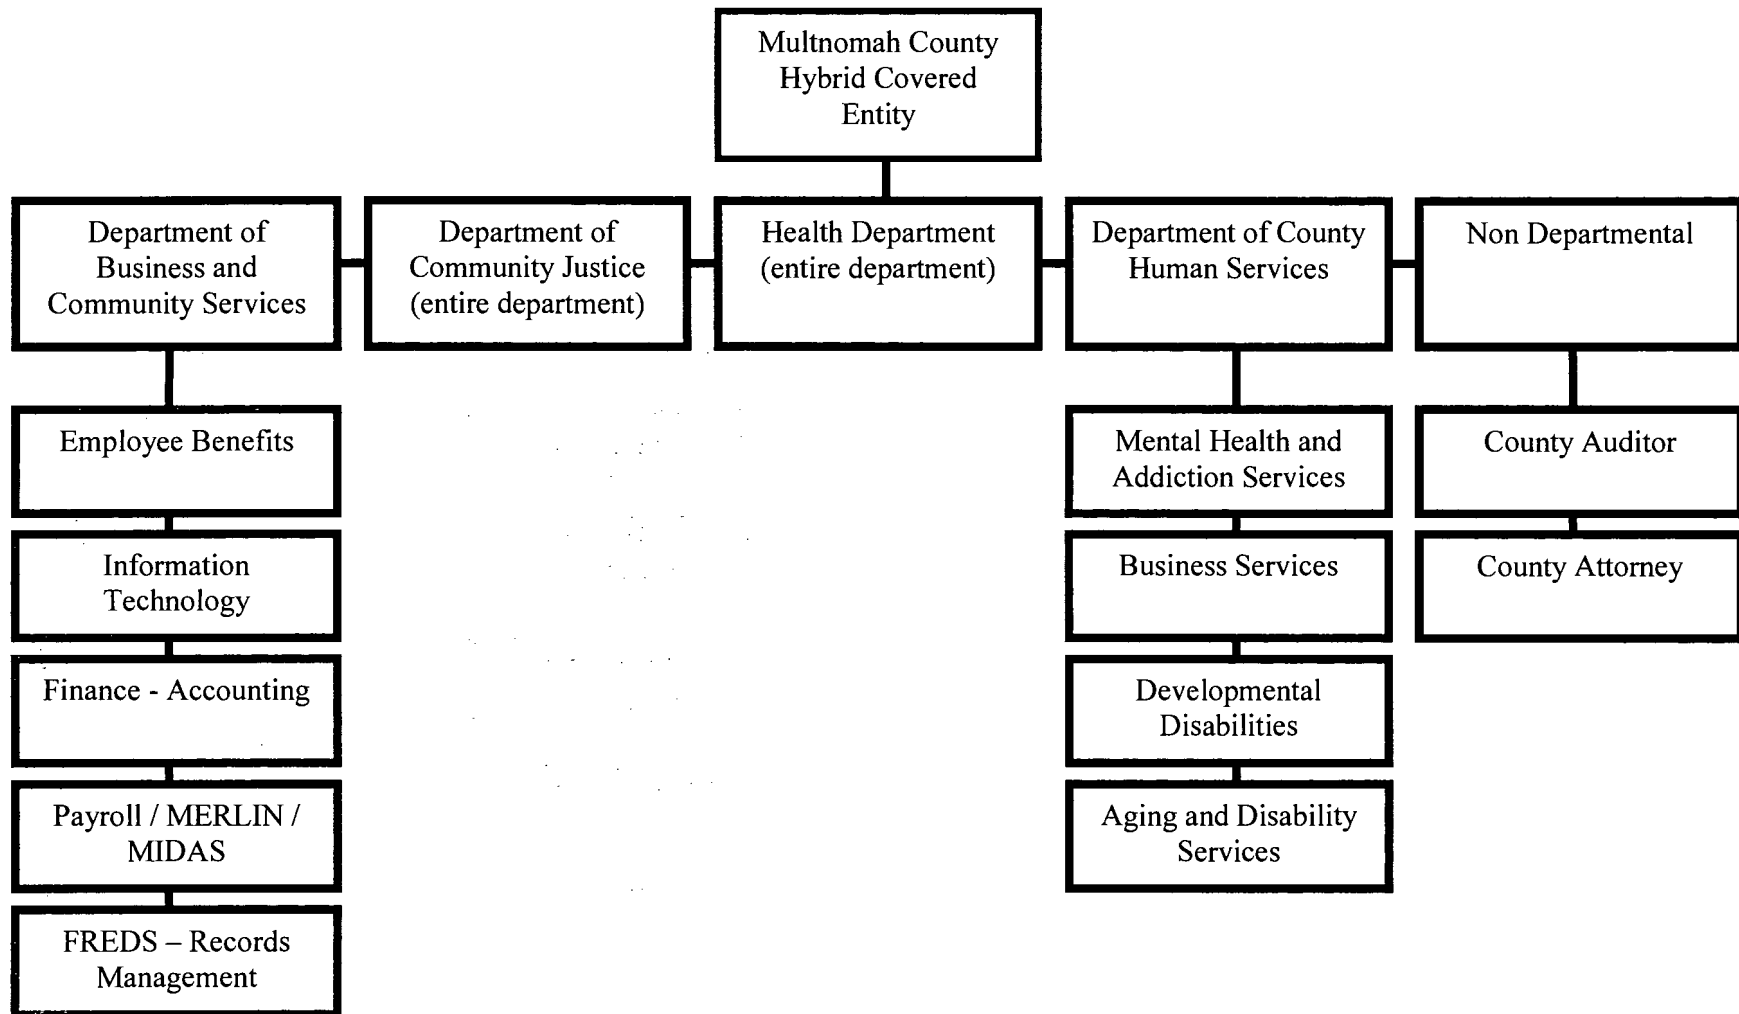 Multnomah County
Hybrid Covered
Entity
Department of
Business and
Community Services
Department of
Community Justice
(entire department)
Health Department
(entire department)
Department of County
Human Services
Non Departmental
Employee Benefits
Information
Technology
Finance - Accounting
Payroll / MERLIN /
MIDAS
FREDS – Records
Management
Mental Health and
Addiction Services
Business Services
Developmental
Disabilities
Aging and Disability
Services
County Auditor
County Attorney